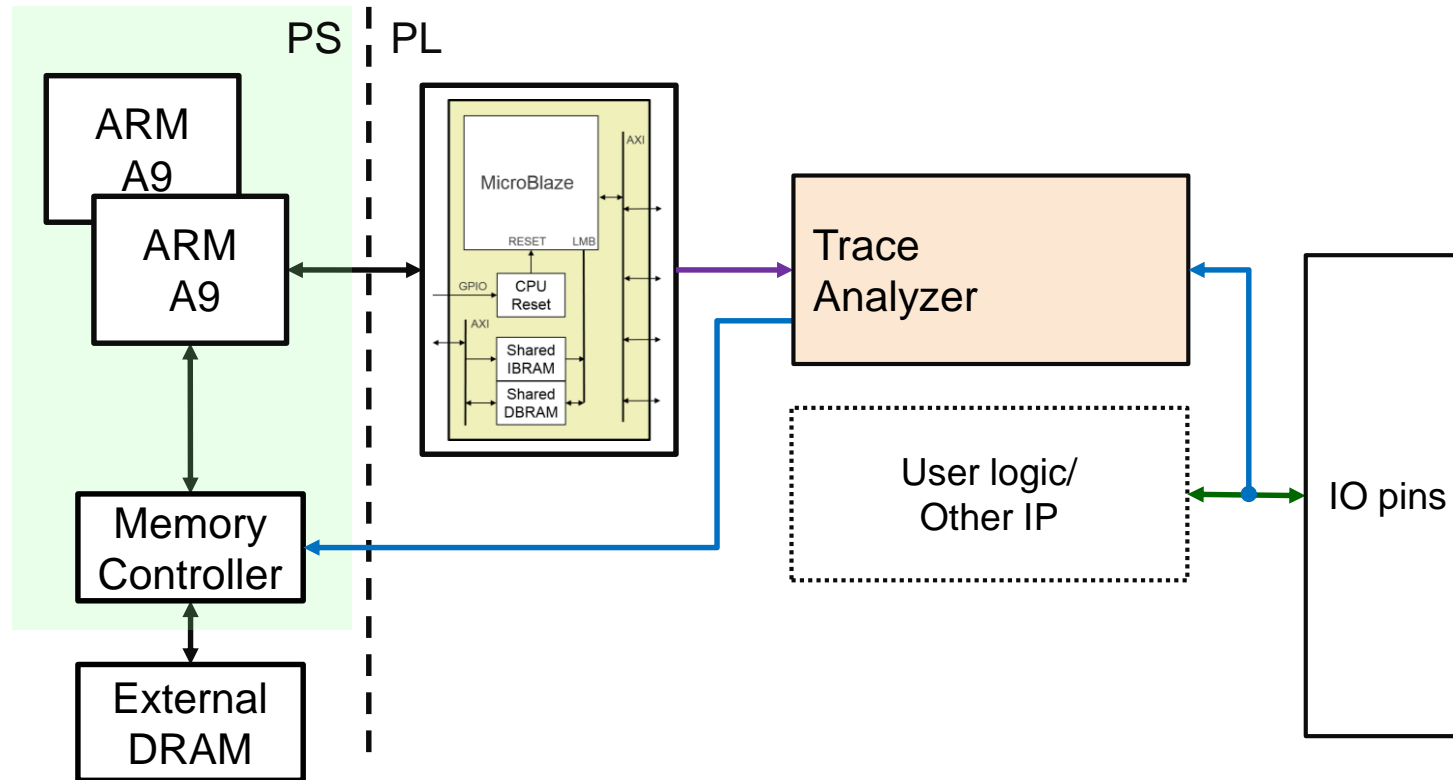 PS
PL
ARM
A9
ARM
A9
Memory
Controller
External
DRAM
MicroBlaze
AXI
RESET
LMB
GPIO
CPU
Reset
AXI
Shared
IBRAM
Shared
DBRAM
Trace
Analyzer
User logic/
Other IP
IO pins